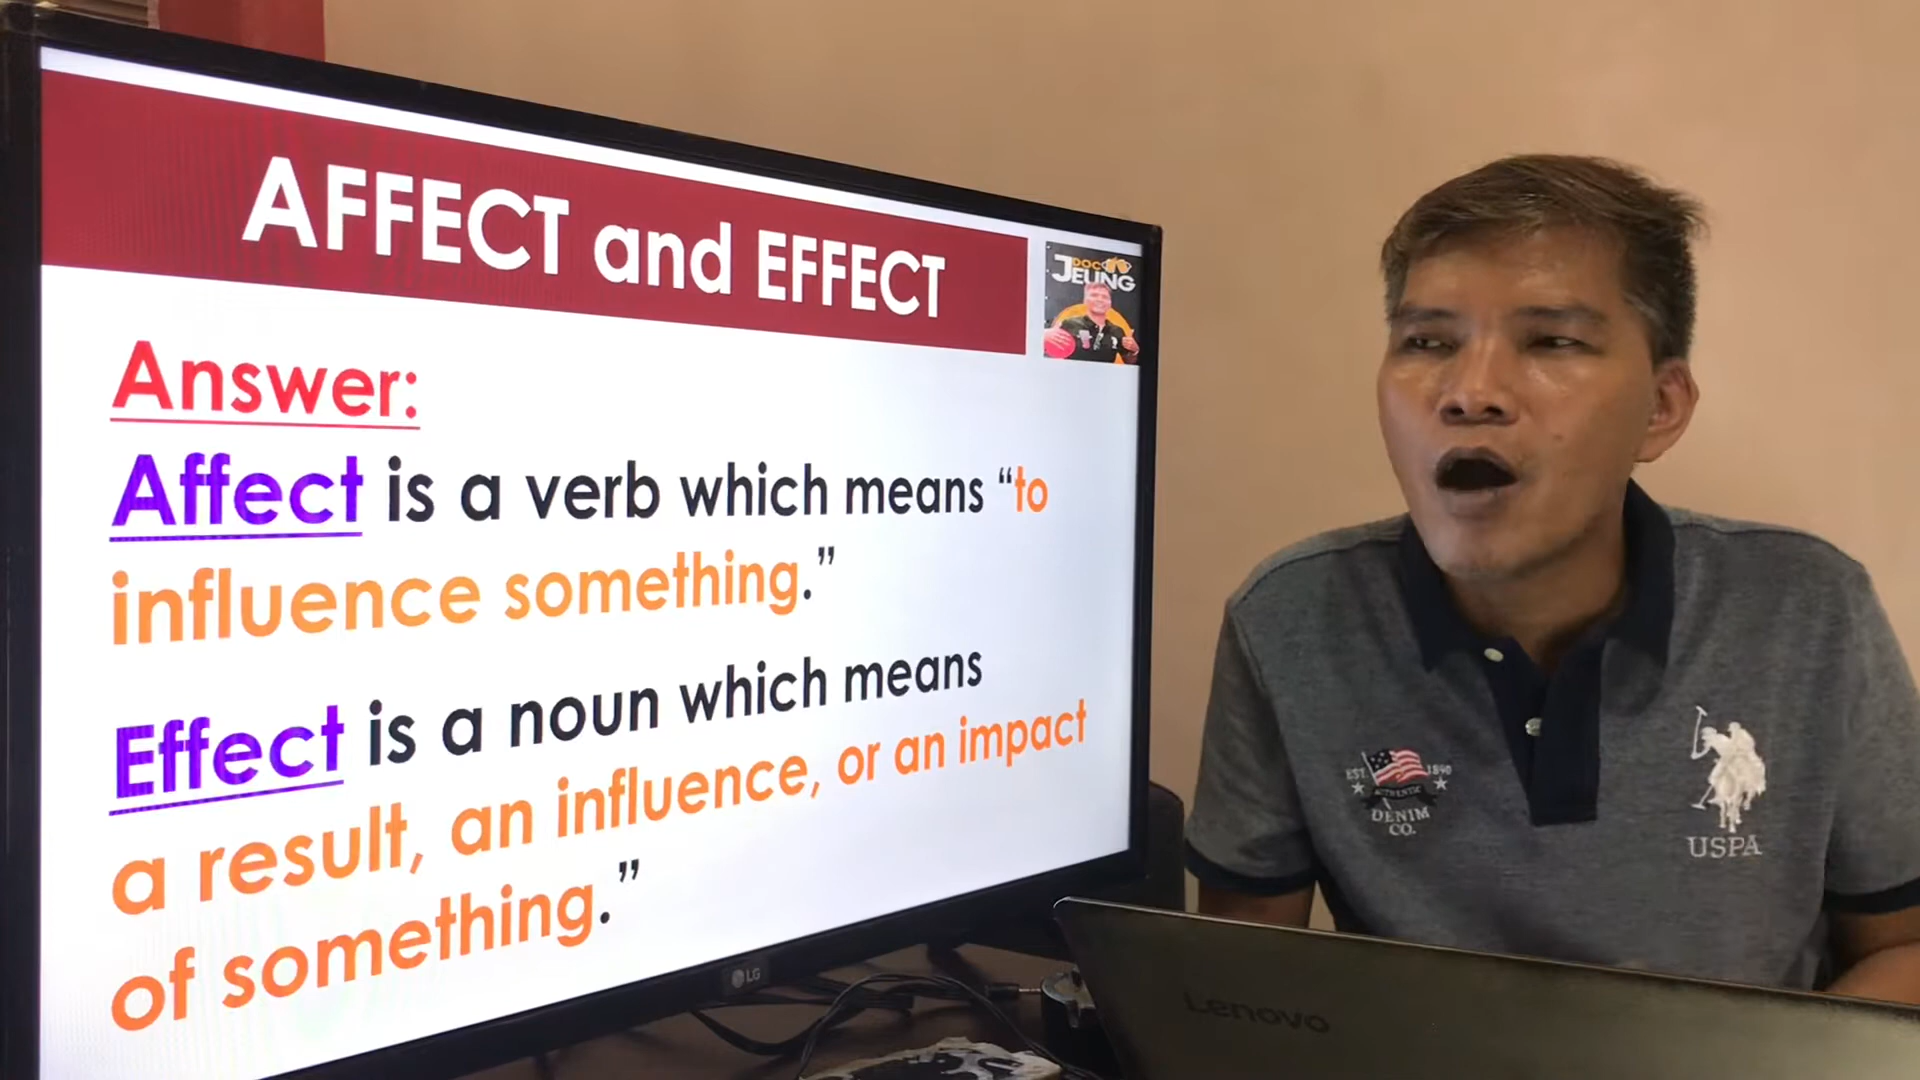 AFFECT and EFFECT
DOC
JEUNG
Answer:
Affect is a verb which means “to
influence something.”
Effect is a noun which means
a result, an influence, or an impact
of something.”
LG
EST. 1890
AUTHENTIC
DENIM
CO.
USPA
Lenovo